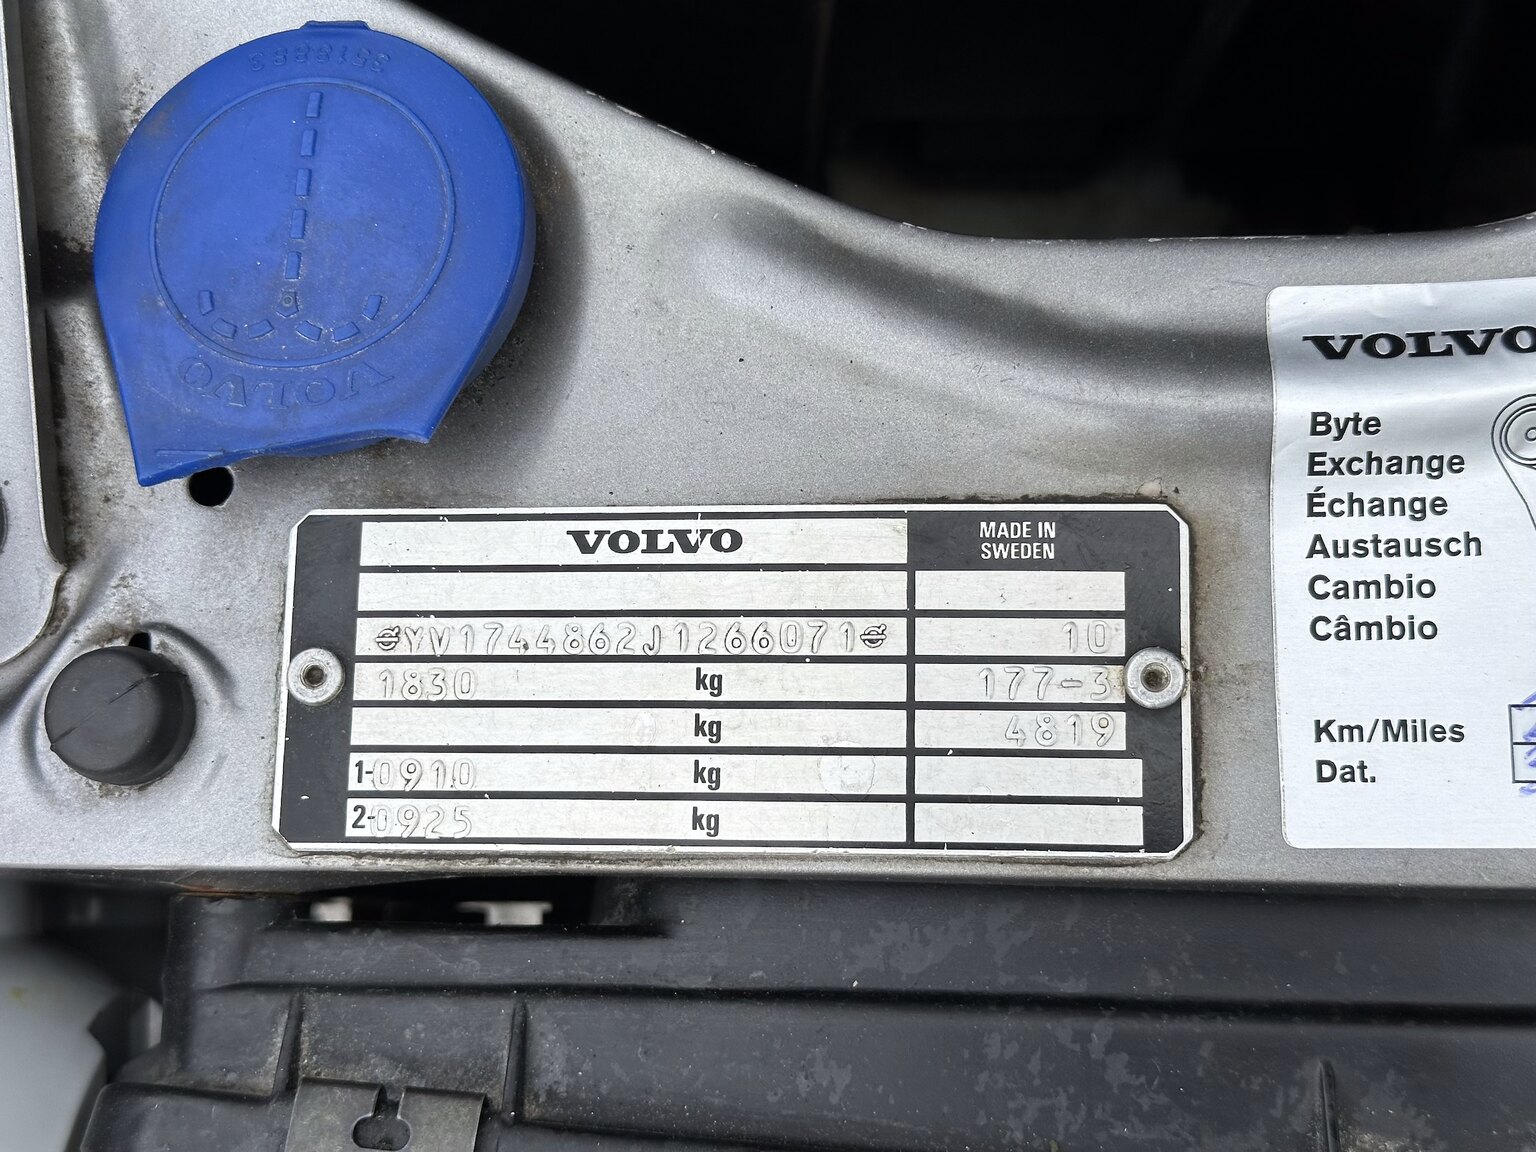 3518883
VOLVO
VOLVO
MADE IN
SWEDEN
YV1744862J1266071
10
1830 kg
177-3
kg
4819
1-0910 kg
2-0925 kg
VOLVO
Byte
Exchange
Échange
Austausch
Cambio
Câmbio
Km/Miles
Dat.